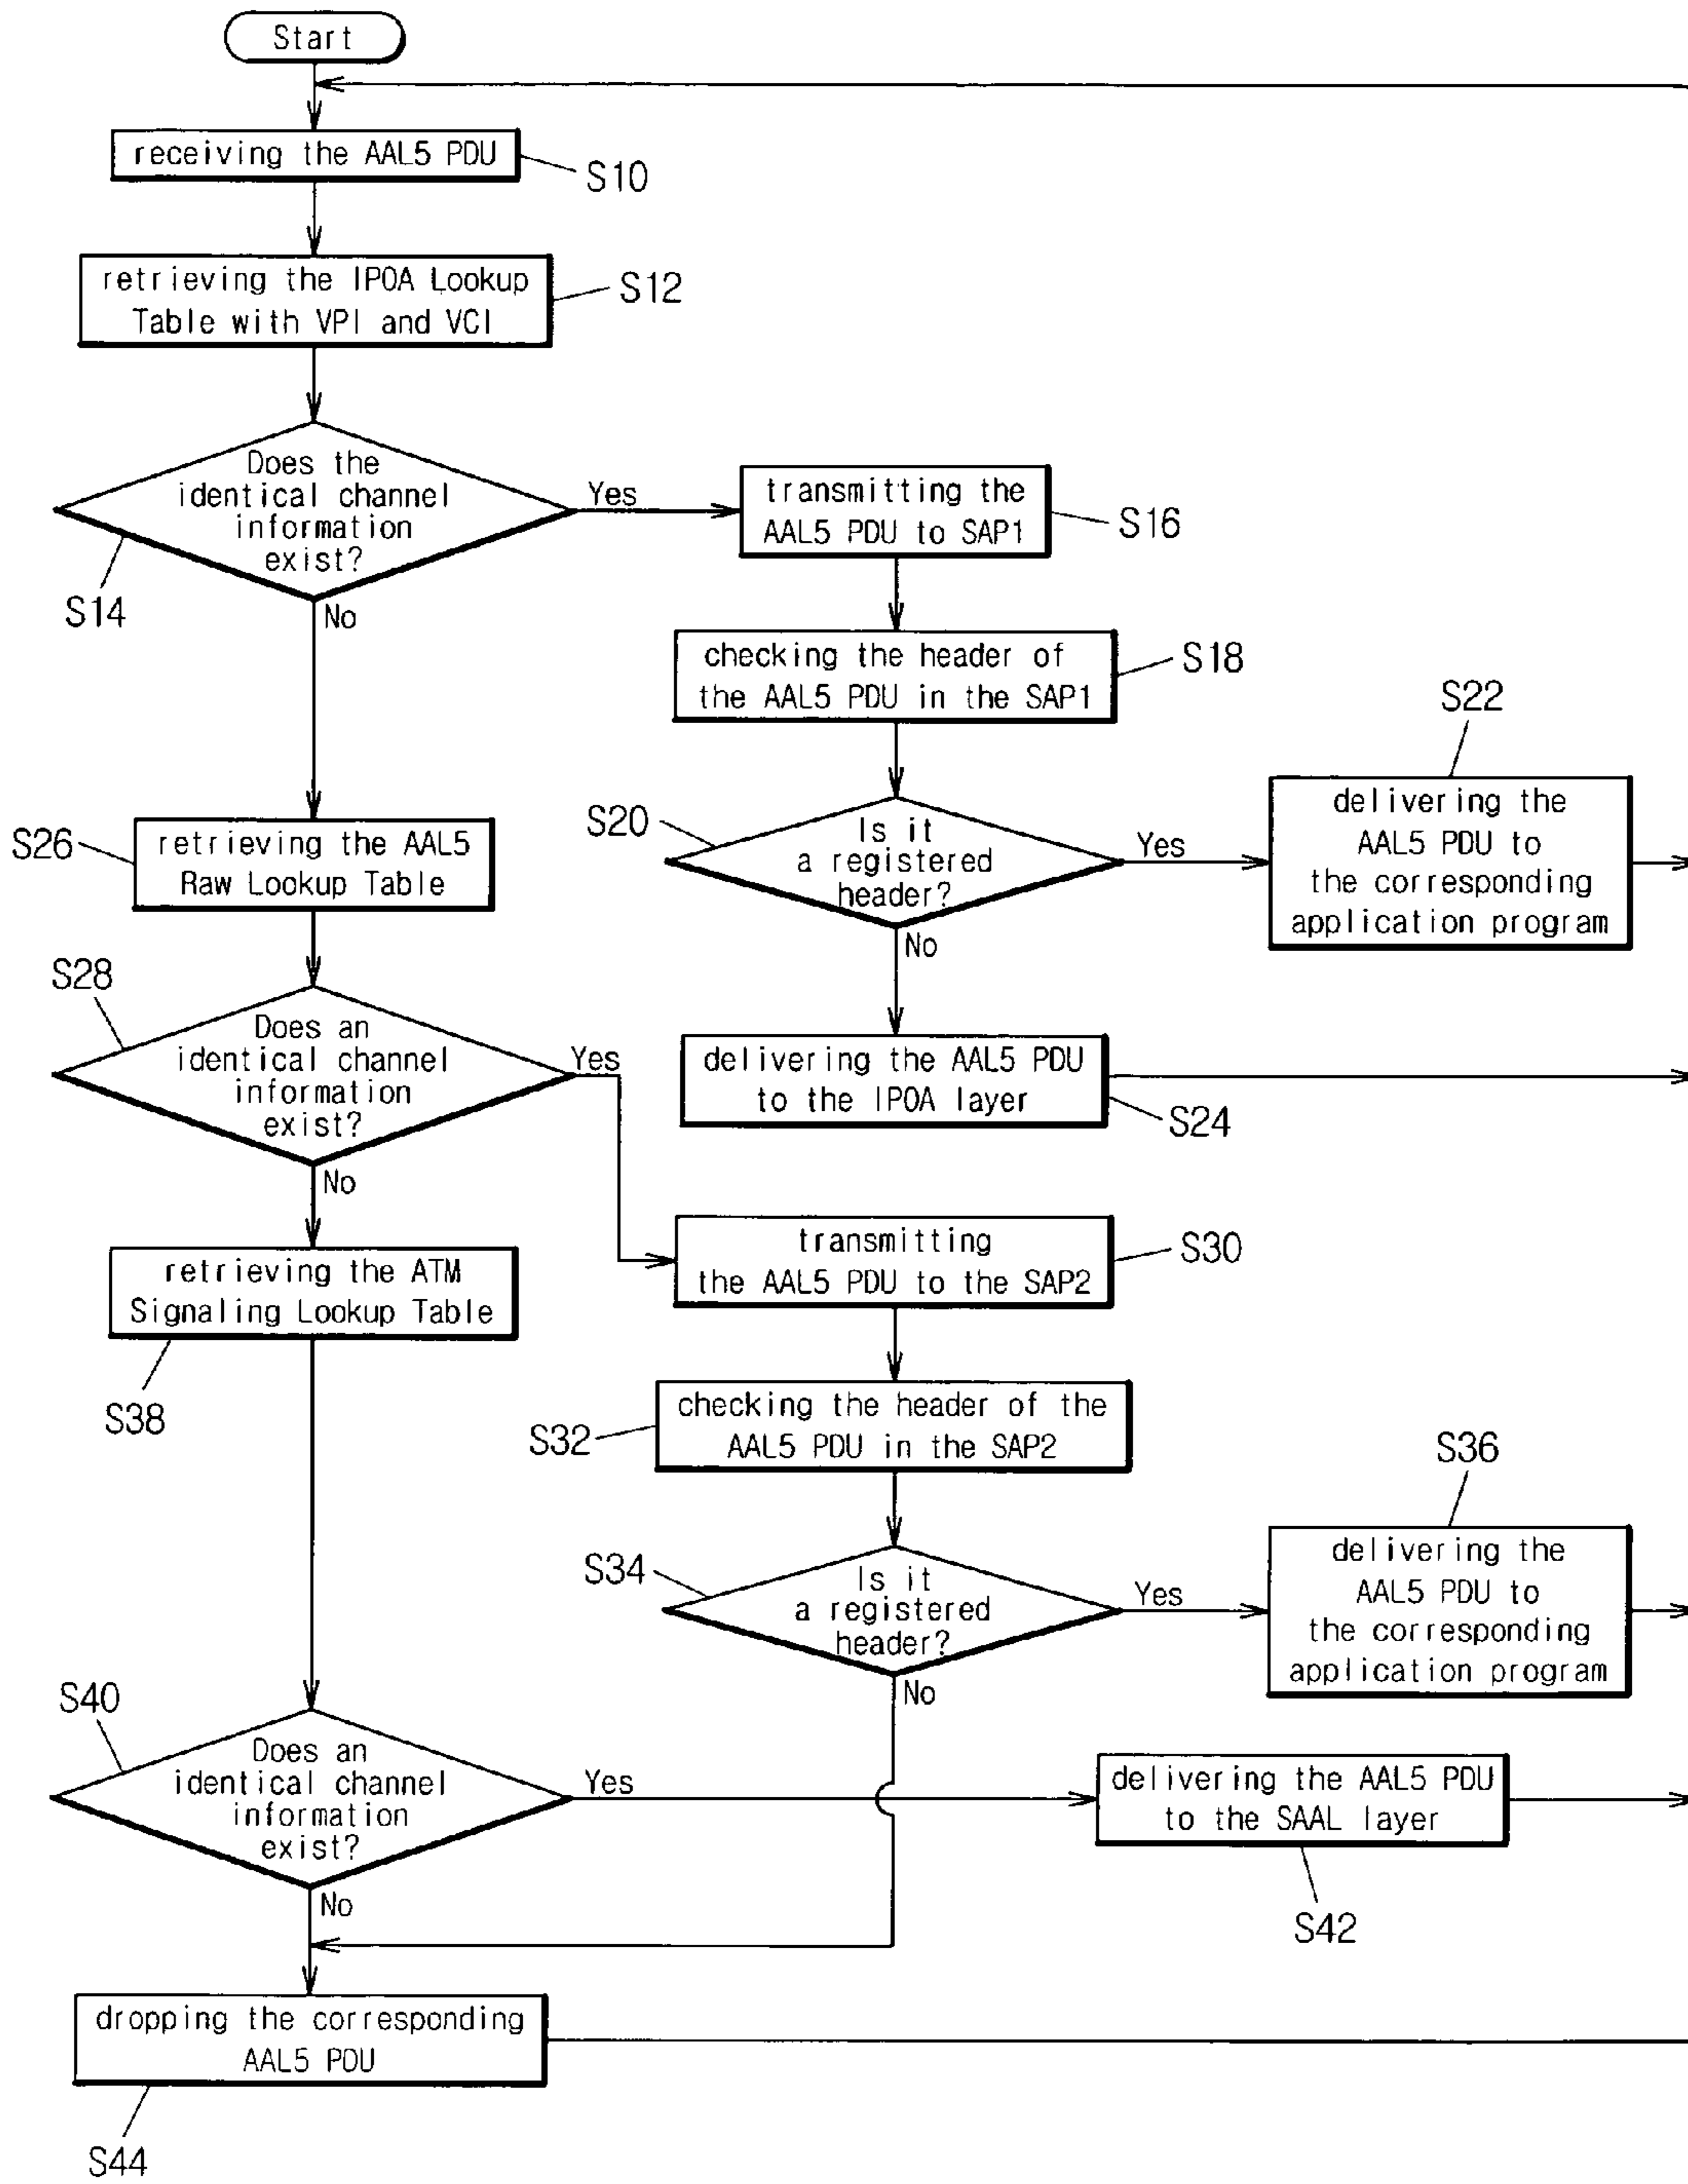 Start
receiving the AAL5 PDU
S10
retrieving the IPOA Lookup
Table with VPI and VCI
S12
Does the
identical channel
information
exist?
S14
Yes
No
transmitting the
AAL5 PDU to SAP1
S16
checking the header of
the AAL5 PDU in the SAP1
S18
S20
Is it
a registered
header?
Yes
No
S22
delivering the
AAL5 PDU to
the corresponding
application program
delivering the AAL5 PDU
to the IPOA layer
S24
S26
retrieving the AAL5
Raw Lookup Table
S28
Does an
identical channel
information
exist?
Yes
No
transmitting
the AAL5 PDU to the SAP2
S30
S32
checking the header of the
AAL5 PDU in the SAP2
S34
Is it
a registered
header?
Yes
No
S36
delivering the
AAL5 PDU to
the corresponding
application program
retrieving the ATM
Signaling Lookup Table
S38
S40
Does an
identical channel
information
exist?
Yes
No
delivering the AAL5 PDU
to the SAAL layer
S42
dropping the corresponding
AAL5 PDU
S44